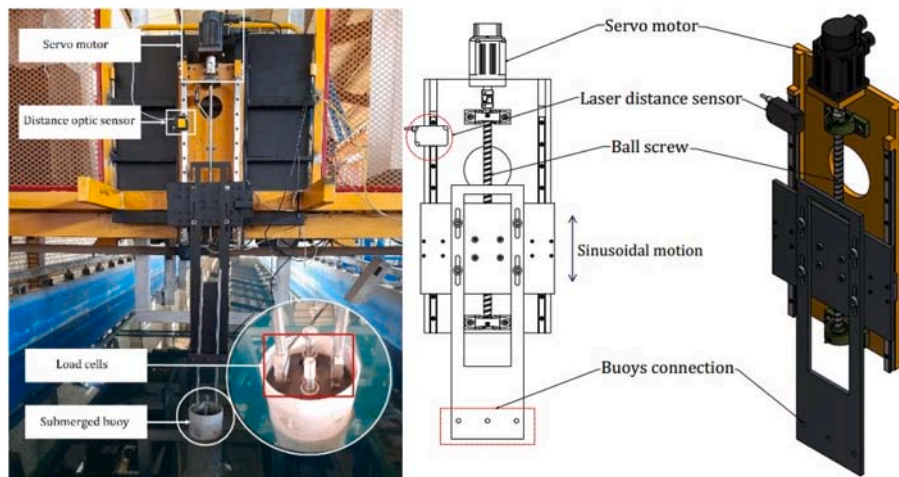 Servo motor
Distance optic sensor
Load cells
Submerged buoy
Servo motor
Laser distance sensor
Ball screw
Sinusoidal motion
Buoys connection